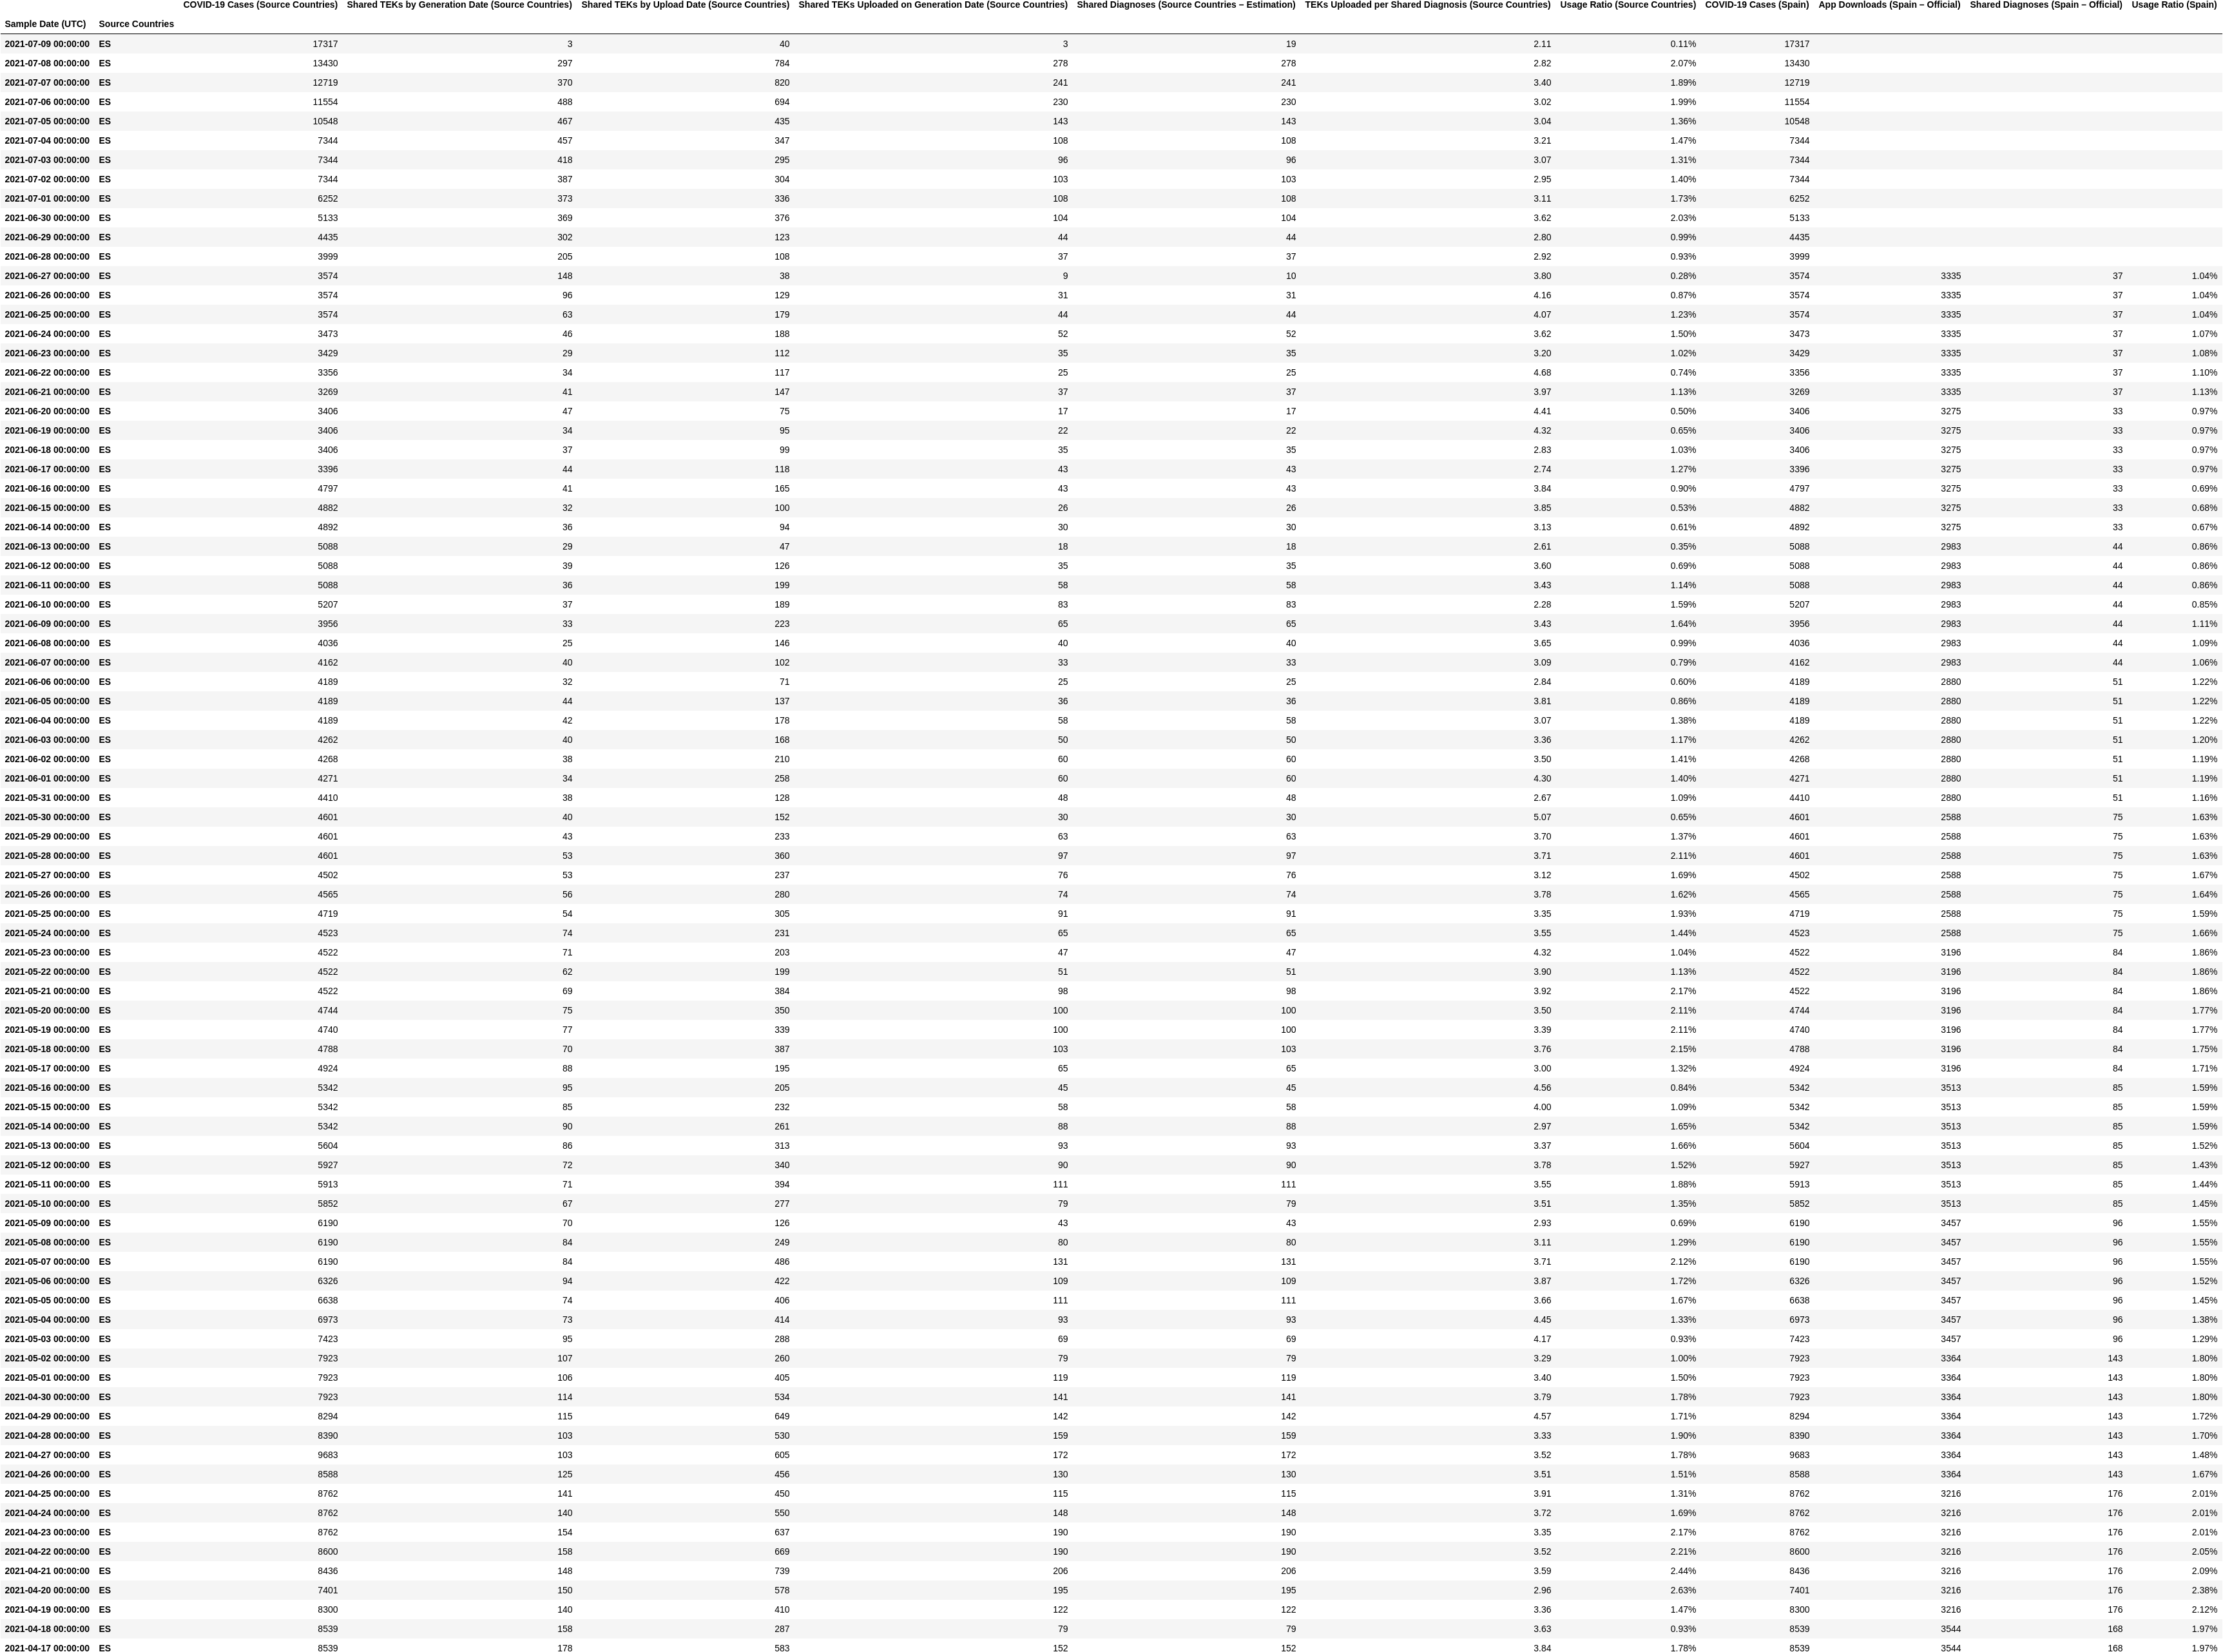 COVID-19 Cases (Source Countries) Shared TEKs by Generation Date (Source Countries) Shared TEKs by Upload Date (Source Countries) Shared TEKs Uploaded on Generation Date (Source Countries) Shared Diagnoses (Source Countries – Estimation) TEKs Uploaded per Shared Diagnosis (Source Countries) Usage Ratio (Source Countries) COVID-19 Cases (Spain) App Downloads (Spain – Official) Shared Diagnoses (Spain – Official) Usage Ratio (Spain)
Sample Date (UTC) Source Countries
2021-07-09 00:00:00 ES 17317 3 40 3 19 2.11 0.11% 17317
2021-07-08 00:00:00 ES 13430 297 784 278 278 2.82 2.07% 13430
2021-07-07 00:00:00 ES 12719 370 820 241 241 3.40 1.89% 12719
2021-07-06 00:00:00 ES 11554 488 694 230 230 3.02 1.99% 11554
2021-07-05 00:00:00 ES 10548 467 435 143 143 3.04 1.36% 10548
2021-07-04 00:00:00 ES 7344 457 347 108 108 3.21 1.47% 7344
2021-07-03 00:00:00 ES 7344 418 295 96 96 3.07 1.31% 7344
2021-07-02 00:00:00 ES 7344 387 304 103 103 2.95 1.40% 7344
2021-07-01 00:00:00 ES 6252 373 336 108 108 3.11 1.73% 6252
2021-06-30 00:00:00 ES 5133 369 376 104 104 3.62 2.03% 5133
2021-06-29 00:00:00 ES 4435 302 123 44 44 2.80 0.99% 4435
2021-06-28 00:00:00 ES 3999 205 108 37 37 2.92 0.93% 3999
2021-06-27 00:00:00 ES 3574 148 38 9 10 3.80 0.28% 3574 3335 37 1.04%
2021-06-26 00:00:00 ES 3574 96 129 31 31 4.16 0.87% 3574 3335 37 1.04%
2021-06-25 00:00:00 ES 3574 63 179 44 44 4.07 1.23% 3574 3335 37 1.04%
2021-06-24 00:00:00 ES 3473 46 188 52 52 3.62 1.50% 3473 3335 37 1.07%
2021-06-23 00:00:00 ES 3429 29 112 35 35 3.20 1.02% 3429 3335 37 1.08%
2021-06-22 00:00:00 ES 3356 34 117 25 25 4.68 0.74% 3356 3335 37 1.10%
2021-06-21 00:00:00 ES 3269 41 147 37 37 3.97 1.13% 3269 3335 37 1.13%
2021-06-20 00:00:00 ES 3406 47 75 17 17 4.41 0.50% 3406 3275 33 0.97%
2021-06-19 00:00:00 ES 3406 34 95 22 22 4.32 0.65% 3406 3275 33 0.97%
2021-06-18 00:00:00 ES 3406 37 99 35 35 2.83 1.03% 3406 3275 33 0.97%
2021-06-17 00:00:00 ES 3396 44 118 43 43 2.74 1.27% 3396 3275 33 0.97%
2021-06-16 00:00:00 ES 4797 41 165 43 43 3.84 0.90% 4797 3275 33 0.69%
2021-06-15 00:00:00 ES 4882 32 100 26 26 3.85 0.53% 4882 3275 33 0.68%
2021-06-14 00:00:00 ES 4892 36 94 30 30 3.13 0.61% 4892 3275 33 0.67%
2021-06-13 00:00:00 ES 5088 29 47 18 18 2.61 0.35% 5088 2983 44 0.86%
2021-06-12 00:00:00 ES 5088 39 126 35 35 3.60 0.69% 5088 2983 44 0.86%
2021-06-11 00:00:00 ES 5088 36 199 58 58 3.43 1.14% 5088 2983 44 0.86%
2021-06-10 00:00:00 ES 5207 37 189 83 83 2.28 1.59% 5207 2983 44 0.85%
2021-06-09 00:00:00 ES 3956 33 223 65 65 3.43 1.64% 3956 2983 44 1.11%
2021-06-08 00:00:00 ES 4036 25 146 40 40 3.65 0.99% 4036 2983 44 1.09%
2021-06-07 00:00:00 ES 4162 40 102 33 33 3.09 0.79% 4162 2983 44 1.06%
2021-06-06 00:00:00 ES 4189 32 71 25 25 2.84 0.60% 4189 2880 51 1.22%
2021-06-05 00:00:00 ES 4189 44 137 36 36 3.81 0.86% 4189 2880 51 1.22%
2021-06-04 00:00:00 ES 4189 42 178 58 58 3.07 1.38% 4189 2880 51 1.22%
2021-06-03 00:00:00 ES 4262 40 168 50 50 3.36 1.17% 4262 2880 51 1.20%
2021-06-02 00:00:00 ES 4268 38 210 60 60 3.50 1.41% 4268 2880 51 1.19%
2021-06-01 00:00:00 ES 4271 34 258 60 60 4.30 1.40% 4271 2880 51 1.19%
2021-05-31 00:00:00 ES 4410 38 128 48 48 2.67 1.09% 4410 2880 51 1.16%
2021-05-30 00:00:00 ES 4601 40 152 30 30 5.07 0.65% 4601 2588 75 1.63%
2021-05-29 00:00:00 ES 4601 43 233 63 63 3.70 1.37% 4601 2588 75 1.63%
2021-05-28 00:00:00 ES 4601 53 360 97 97 3.71 2.11% 4601 2588 75 1.63%
2021-05-27 00:00:00 ES 4502 53 237 76 76 3.12 1.69% 4502 2588 75 1.67%
2021-05-26 00:00:00 ES 4565 56 280 74 74 3.78 1.62% 4565 2588 75 1.64%
2021-05-25 00:00:00 ES 4719 54 305 91 91 3.35 1.93% 4719 2588 75 1.59%
2021-05-24 00:00:00 ES 4523 74 231 65 65 3.55 1.44% 4523 2588 75 1.66%
2021-05-23 00:00:00 ES 4522 71 203 47 47 4.32 1.04% 4522 3196 84 1.86%
2021-05-22 00:00:00 ES 4522 62 199 51 51 3.90 1.13% 4522 3196 84 1.86%
2021-05-21 00:00:00 ES 4522 69 384 98 98 3.92 2.17% 4522 3196 84 1.86%
2021-05-20 00:00:00 ES 4744 75 350 100 100 3.50 2.11% 4744 3196 84 1.77%
2021-05-19 00:00:00 ES 4740 77 339 100 100 3.39 2.11% 4740 3196 84 1.77%
2021-05-18 00:00:00 ES 4788 70 387 103 103 3.76 2.15% 4788 3196 84 1.75%
2021-05-17 00:00:00 ES 4924 88 195 65 65 3.00 1.32% 4924 3196 84 1.71%
2021-05-16 00:00:00 ES 5342 95 205 45 45 4.56 0.84% 5342 3513 85 1.59%
2021-05-15 00:00:00 ES 5342 85 232 58 58 4.00 1.09% 5342 3513 85 1.59%
2021-05-14 00:00:00 ES 5342 90 261 88 88 2.97 1.65% 5342 3513 85 1.59%
2021-05-13 00:00:00 ES 5604 86 313 93 93 3.37 1.66% 5604 3513 85 1.52%
2021-05-12 00:00:00 ES 5927 72 340 90 90 3.78 1.52% 5927 3513 85 1.43%
2021-05-11 00:00:00 ES 5913 71 394 111 111 3.55 1.88% 5913 3513 85 1.44%
2021-05-10 00:00:00 ES 5852 67 277 79 79 3.51 1.35% 5852 3513 85 1.45%
2021-05-09 00:00:00 ES 6190 70 126 43 43 2.93 0.69% 6190 3457 96 1.55%
2021-05-08 00:00:00 ES 6190 84 249 80 80 3.11 1.29% 6190 3457 96 1.55%
2021-05-07 00:00:00 ES 6190 84 486 131 131 3.71 2.12% 6190 3457 96 1.55%
2021-05-06 00:00:00 ES 6326 94 422 109 109 3.87 1.72% 6326 3457 96 1.52%
2021-05-05 00:00:00 ES 6638 74 406 111 111 3.66 1.67% 6638 3457 96 1.45%
2021-05-04 00:00:00 ES 6973 73 414 93 93 4.45 1.33% 6973 3457 96 1.38%
2021-05-03 00:00:00 ES 7423 95 288 69 69 4.17 0.93% 7423 3457 96 1.29%
2021-05-02 00:00:00 ES 7923 107 260 79 79 3.29 1.00% 7923 3364 143 1.80%
2021-05-01 00:00:00 ES 7923 106 405 119 119 3.40 1.50% 7923 3364 143 1.80%
2021-04-30 00:00:00 ES 7923 114 534 141 141 3.79 1.78% 7923 3364 143 1.80%
2021-04-29 00:00:00 ES 8294 115 649 142 142 4.57 1.71% 8294 3364 143 1.72%
2021-04-28 00:00:00 ES 8390 103 530 159 159 3.33 1.90% 8390 3364 143 1.70%
2021-04-27 00:00:00 ES 9683 103 605 172 172 3.52 1.78% 9683 3364 143 1.48%
2021-04-26 00:00:00 ES 8588 125 456 130 130 3.51 1.51% 8588 3364 143 1.67%
2021-04-25 00:00:00 ES 8762 141 450 115 115 3.91 1.31% 8762 3216 176 2.01%
2021-04-24 00:00:00 ES 8762 140 550 148 148 3.72 1.69% 8762 3216 176 2.01%
2021-04-23 00:00:00 ES 8762 154 637 190 190 3.35 2.17% 8762 3216 176 2.01%
2021-04-22 00:00:00 ES 8600 158 669 190 190 3.52 2.21% 8600 3216 176 2.05%
2021-04-21 00:00:00 ES 8436 148 739 206 206 3.59 2.44% 8436 3216 176 2.09%
2021-04-20 00:00:00 ES 7401 150 578 195 195 2.96 2.63% 7401 3216 176 2.38%
2021-04-19 00:00:00 ES 8300 140 410 122 122 3.36 1.47% 8300 3216 176 2.12%
2021-04-18 00:00:00 ES 8539 158 287 79 79 3.63 0.93% 8539 3544 168 1.97%
2021-04-17 00:00:00 ES 8539 178 583 152 152 3.84 1.78% 8539 3544 168 1.97%